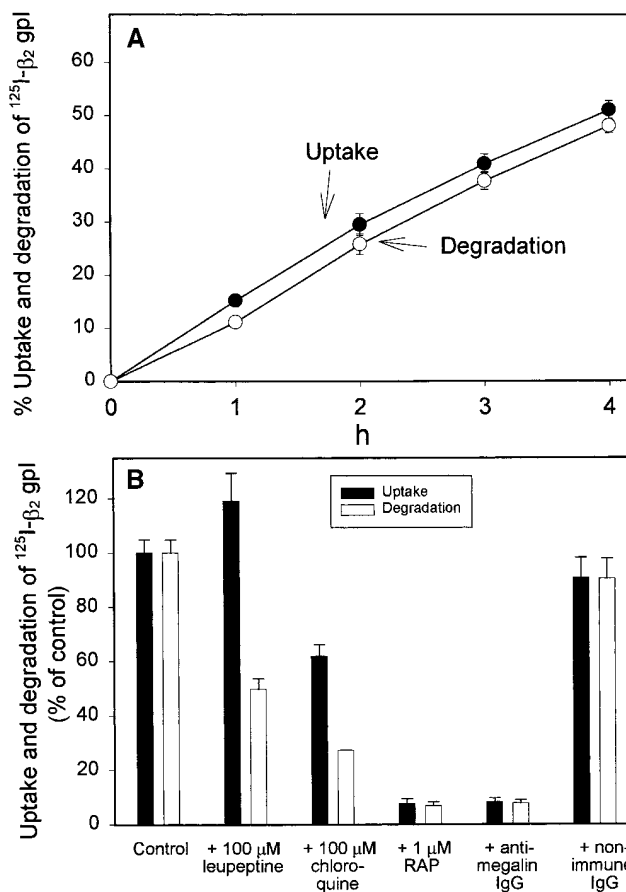 A
% Uptake and degradation of ¹²⁵I-β₂ gpI
60
50
40
30
20
10
0
Uptake
Degradation
0 1 2 3 4
h
B
Uptake and degradation of ¹²⁵I-β₂ gpI
(% of control)
120
100
80
60
40
20
0
Uptake
Degradation
Control
+ 100 μM
leupeptine
+ 100 μM
chloro-
quine
+ 1 μM
RAP
+ anti-
megalin
IgG
+ non-
immune
IgG